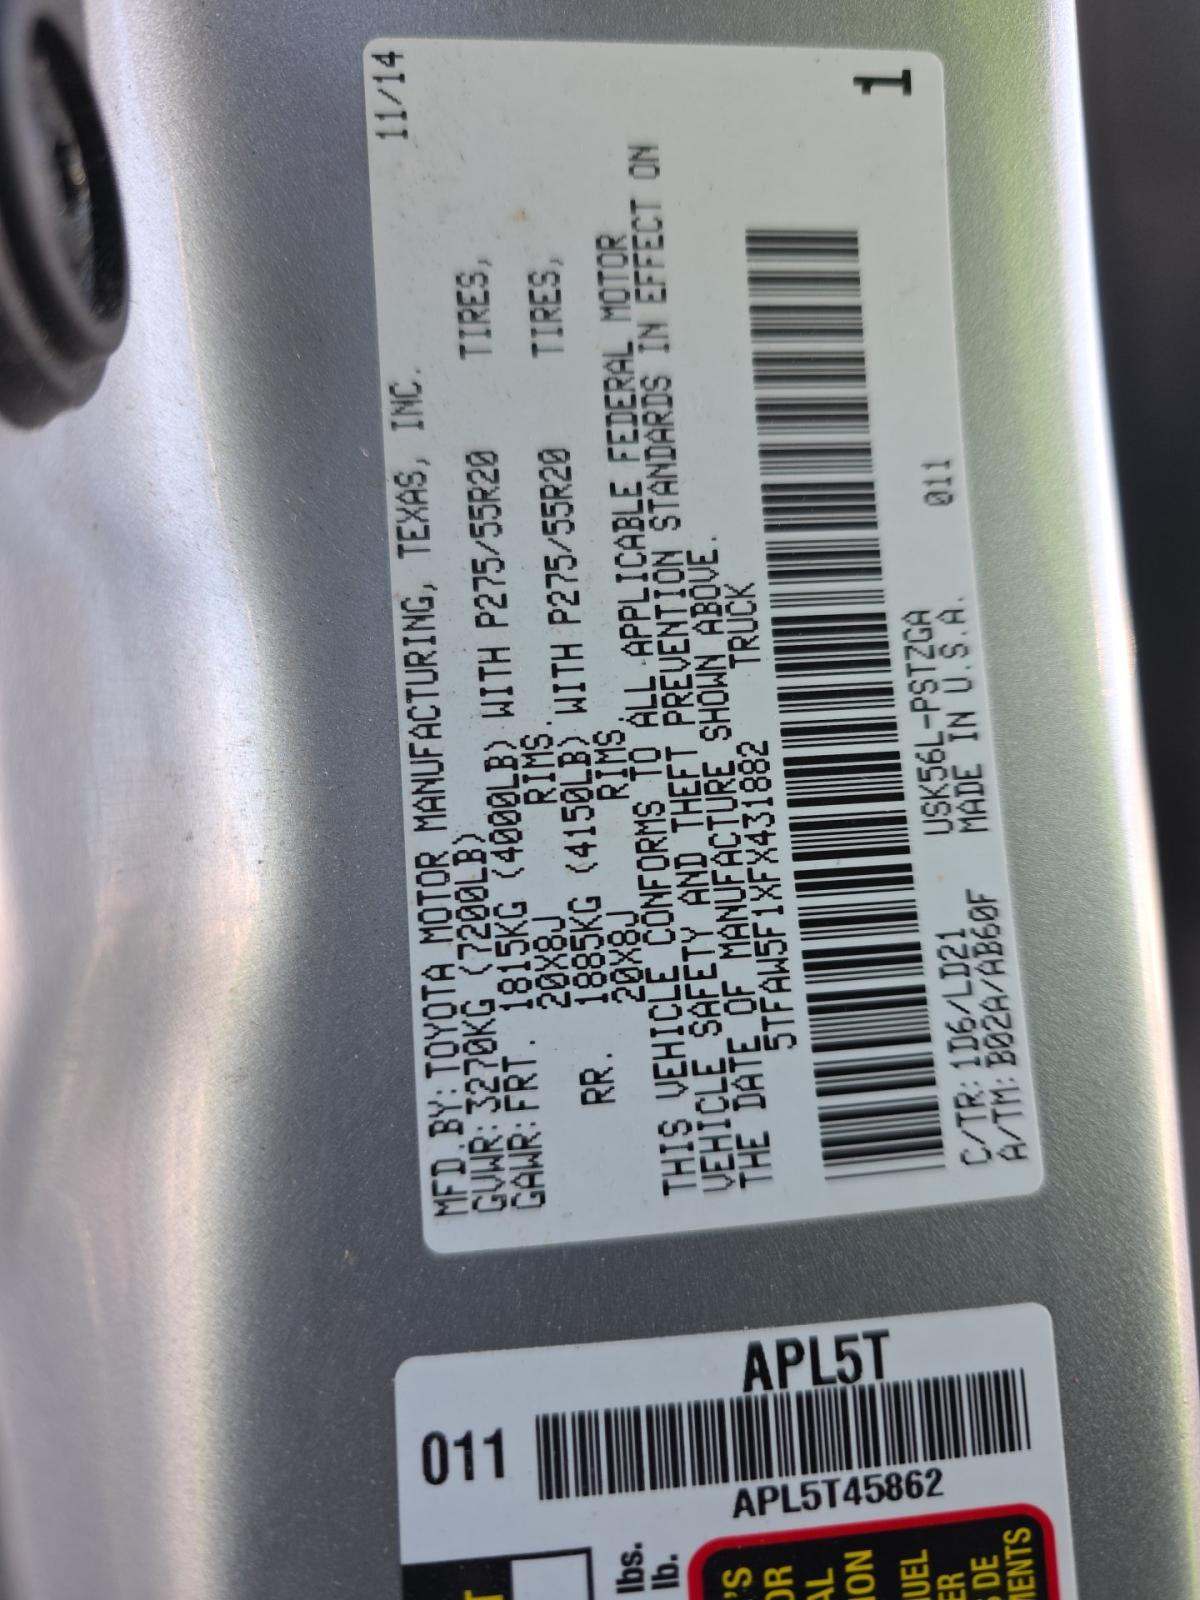 11/14
MFD.BY: TOYOTA MOTOR MANUFACTURING, TEXAS, INC.
GVWR: 3270KG (7200LB)
GAWR: FRT. 1815KG (4000LB) WITH P275/55R20 TIRES,
20X8J RIMS.
RR. 1885KG (4150LB) WITH P275/55R20 TIRES,
20X8J RIMS.
THIS VEHICLE CONFORMS TO ALL APPLICABLE FEDERAL MOTOR
VEHICLE SAFETY AND THEFT PREVENTION STANDARDS IN EFFECT ON
THE DATE OF MANUFACTURE SHOWN ABOVE.
5TFAW5F1XFX431882 TRUCK
1
C/TR: 1D6/LD21 USK56L-PSTZGA 011
A/TM: B02A/AB60F MADE IN U.S.A.
011
APL5T
APL5T45862
lbs.
lb.